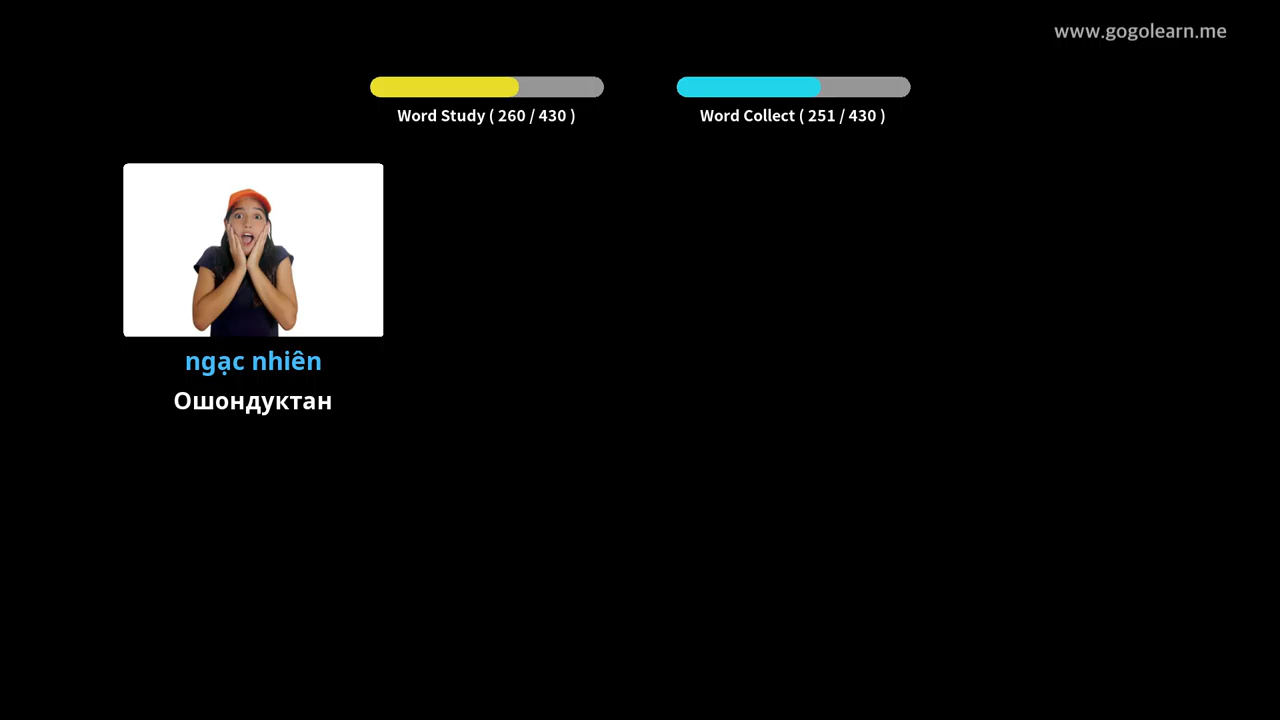 www.gogolearn.me
Word Study ( 260 / 430 )
Word Collect ( 251 / 430 )
ngạc nhiên
Ошондуктан